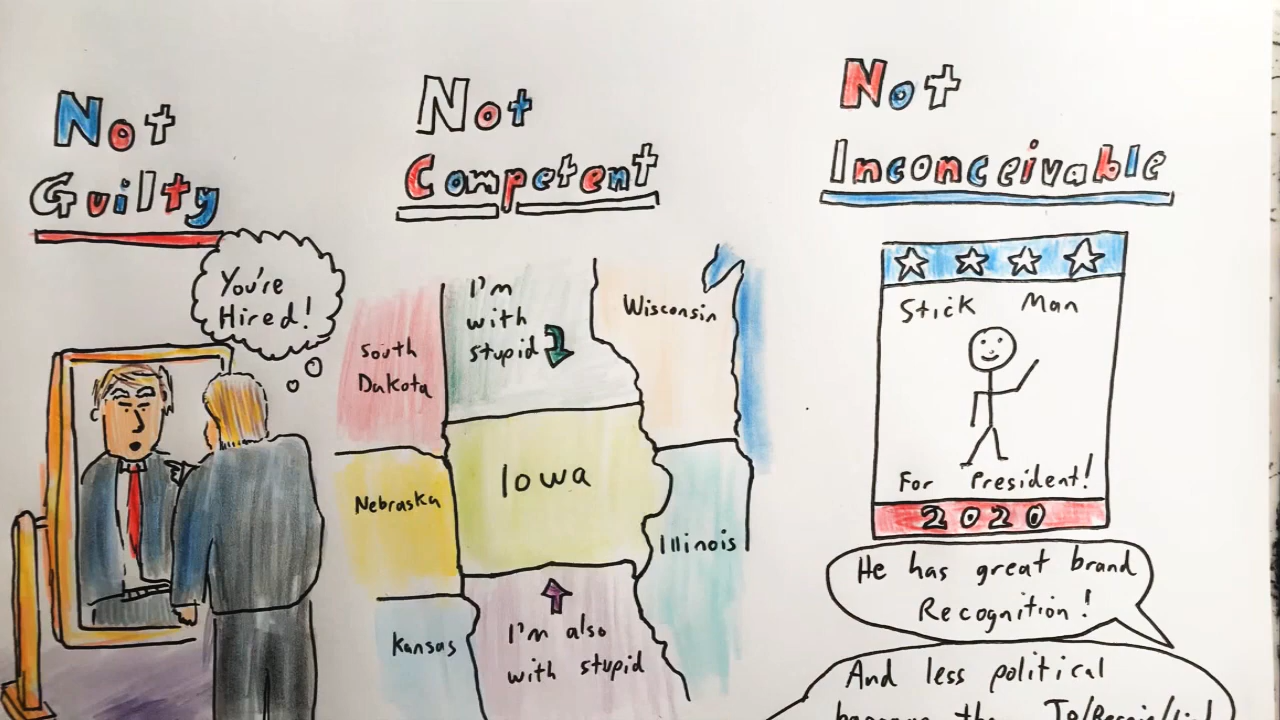 Not
Guilty
You're
Hired!
Not
Competent
South
Dakota
I'm
with
stupid
Wisconsin
Nebraska
Iowa
Illinois
Kansas
I'm also
with stupid
Not
Inconceivable
Stick Man
For President!
2020
He has great brand
Recognition!
And less political